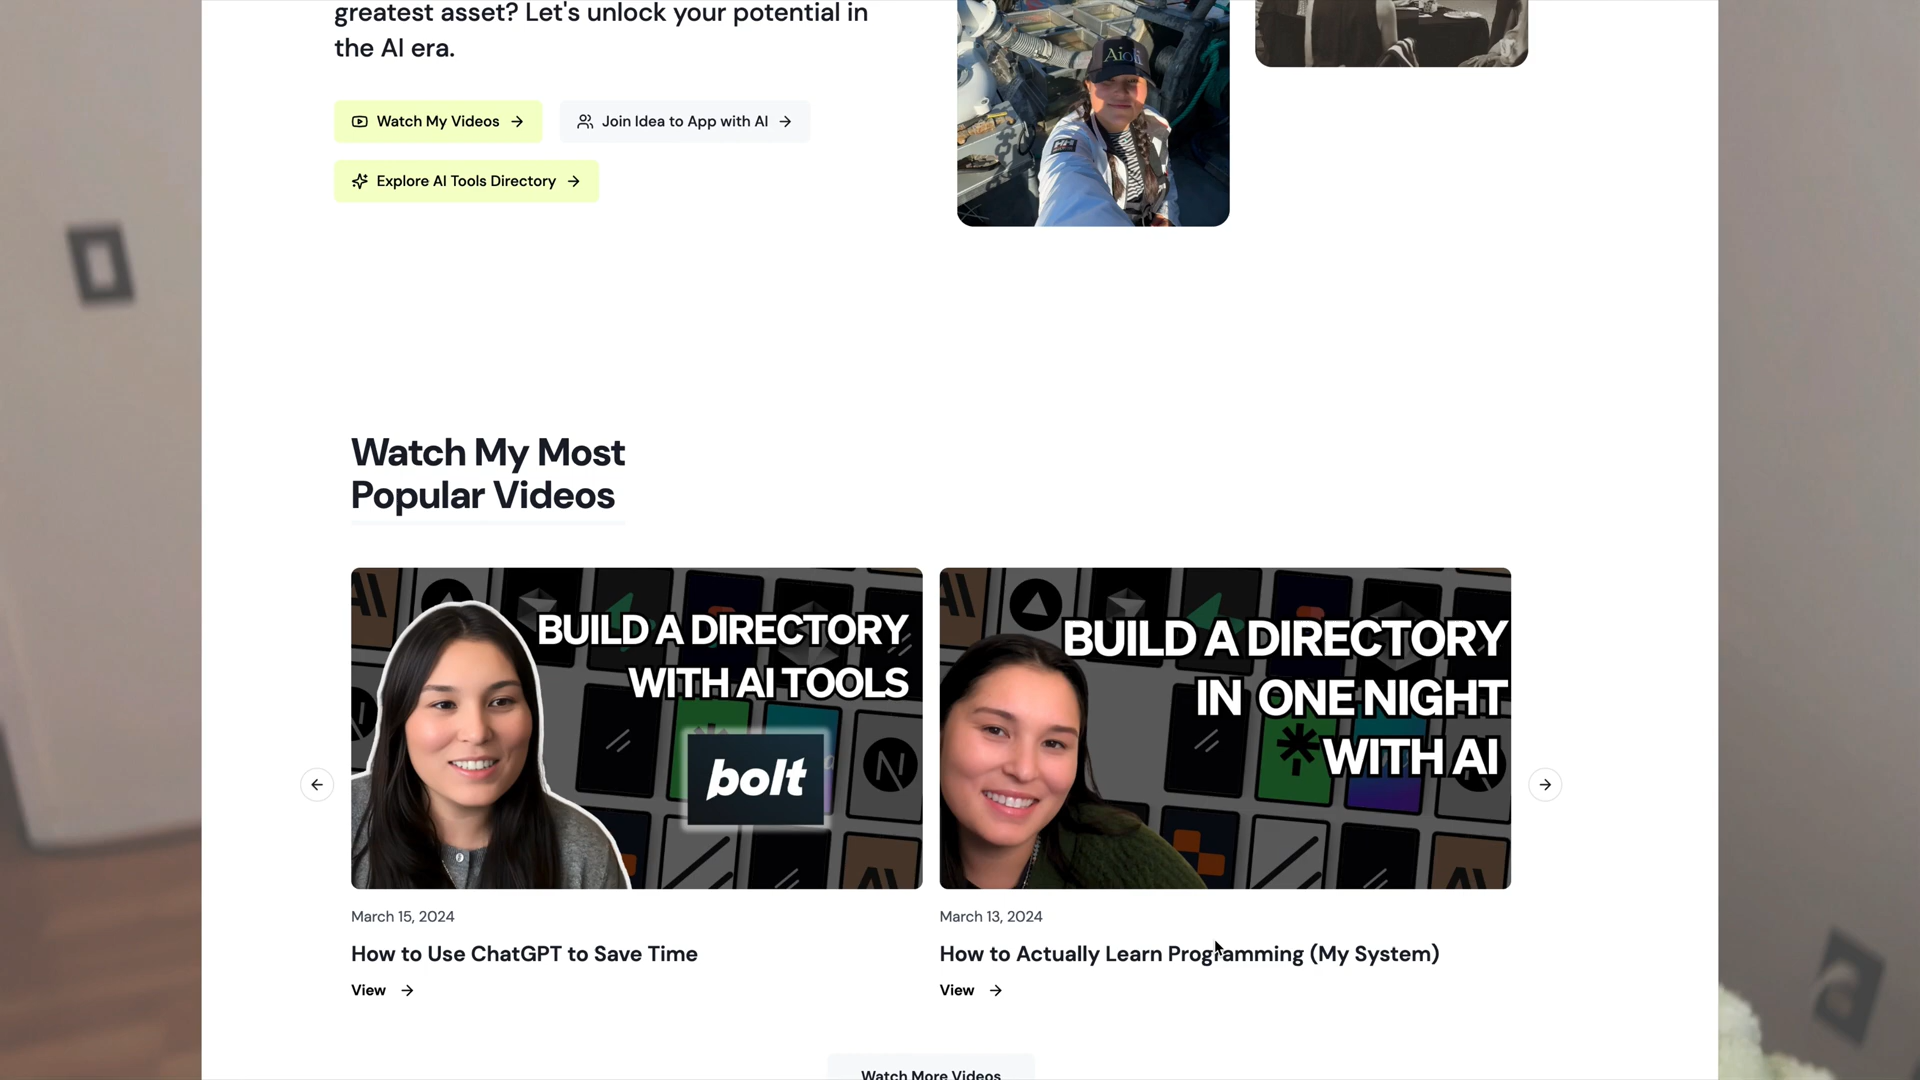 greatest asset? Let's unlock your potential in
the AI era.
Watch My Videos
Join Idea to App with AI
Explore AI Tools Directory
Watch My Most
Popular Videos
BUILD A DIRECTORY
WITH AI TOOLS
bolt
BUILD A DIRECTORY
IN ONE NIGHT
WITH AI
March 15, 2024
How to Use ChatGPT to Save Time
View
March 13, 2024
How to Actually Learn Programming (My System)
View
Watch More Videos